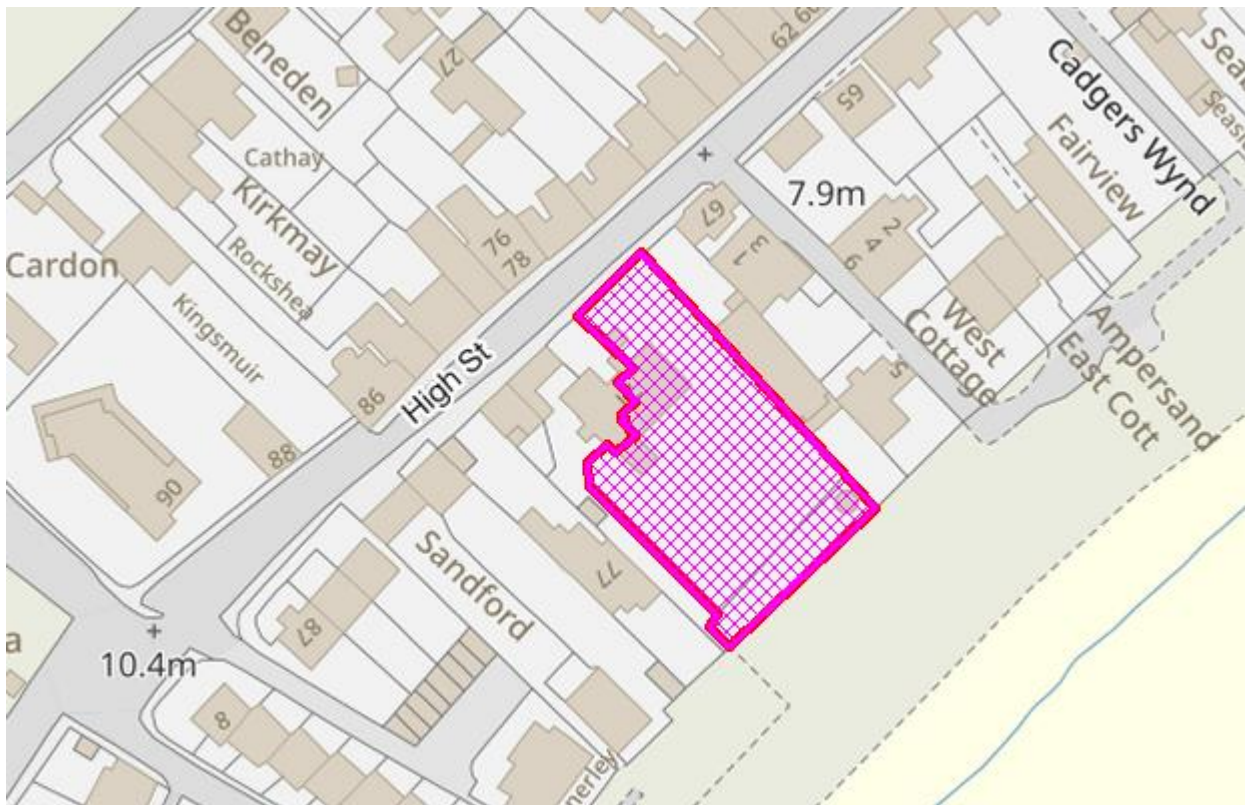 Beneden
27
62 60
Cathay
Kirkmay
Rockshea
Kingsmuir
Cardon
76
78
86
88
90
High St
65
7.9m
67
3
1
2
4
6
West
Cottage
East Cott
Ampersand
Fairview
Cadgers Wynd
5
77
Sandford
87
10.4m
8
a